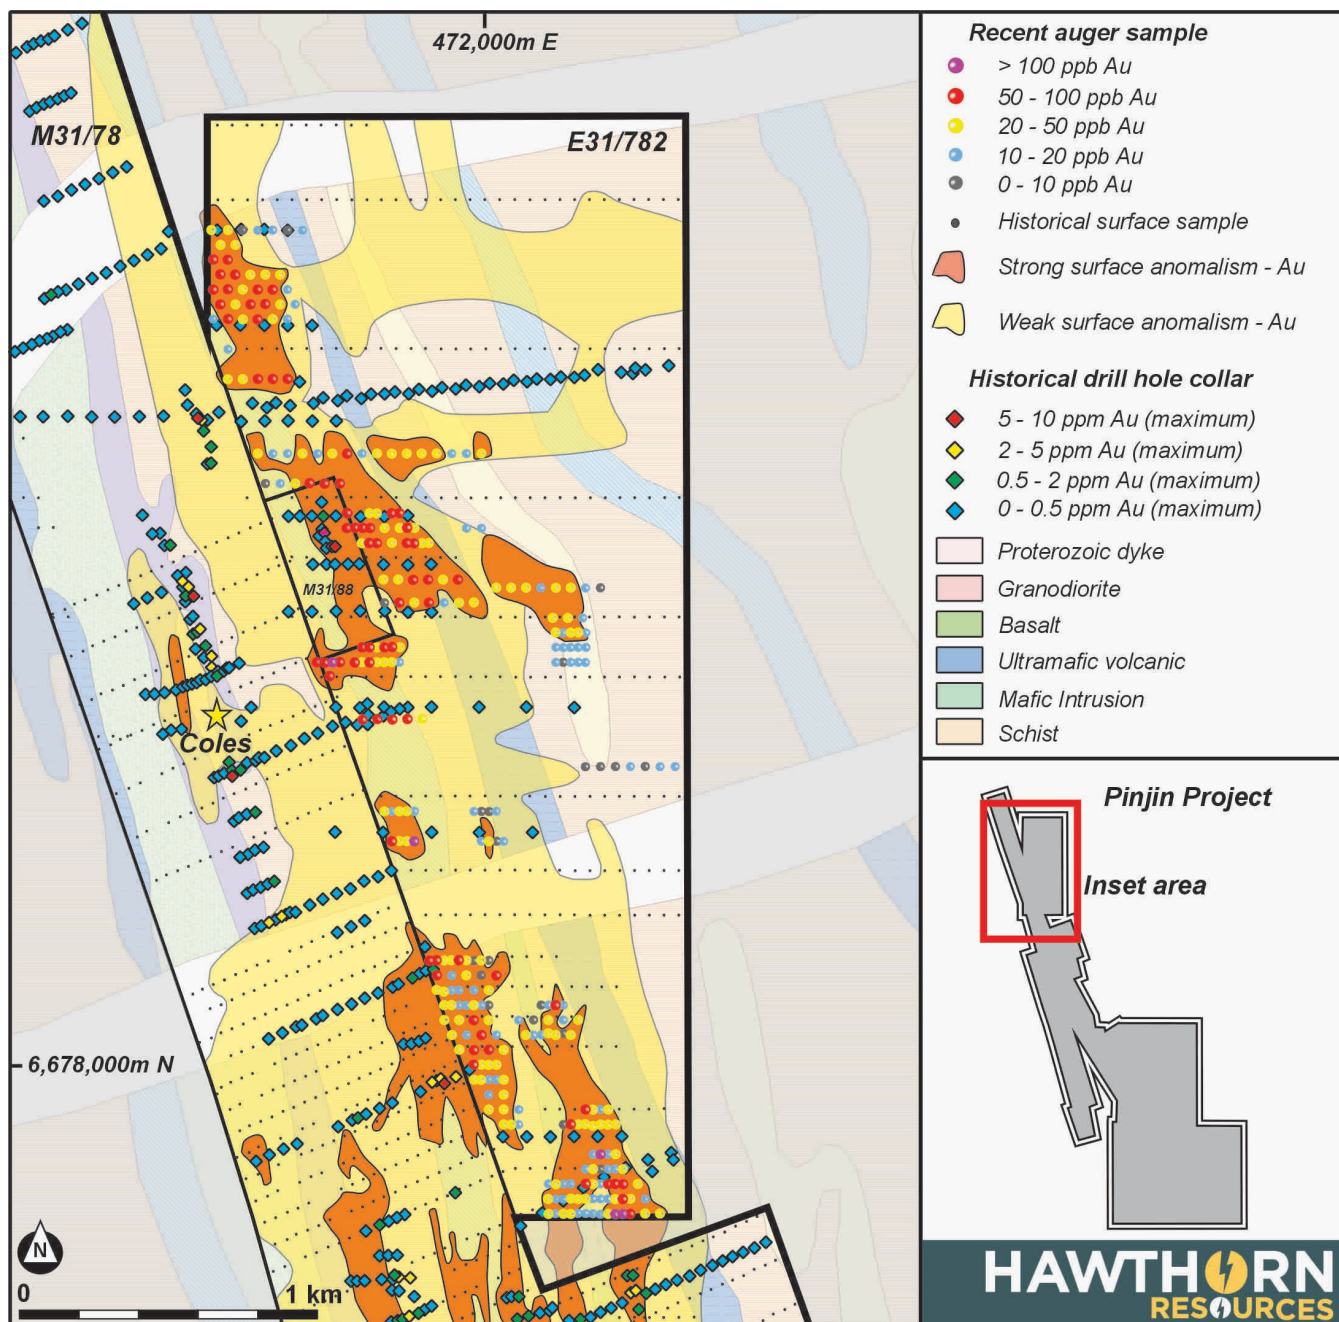 472,000m E
M31/78
E31/782
M31/88
Coles
6,678,000m N
N
0
1 km
Recent auger sample
> 100 ppb Au
50 - 100 ppb Au
20 - 50 ppb Au
10 - 20 ppb Au
0 - 10 ppb Au
Historical surface sample
Strong surface anomalism - Au
Weak surface anomalism - Au
Historical drill hole collar
5 - 10 ppm Au (maximum)
2 - 5 ppm Au (maximum)
0.5 - 2 ppm Au (maximum)
0 - 0.5 ppm Au (maximum)
Proterozoic dyke
Granodiorite
Basalt
Ultramafic volcanic
Mafic Intrusion
Schist
Pinjin Project
Inset area
HAWTHORN
RESOURCES